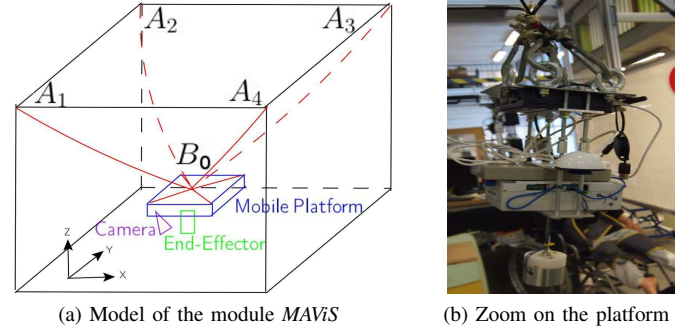 A2
A3
A1
A4
B0
Mobile Platform
Camera
End-Effector
Z
Y
X
(a) Model of the module MAViS
(b) Zoom on the platform